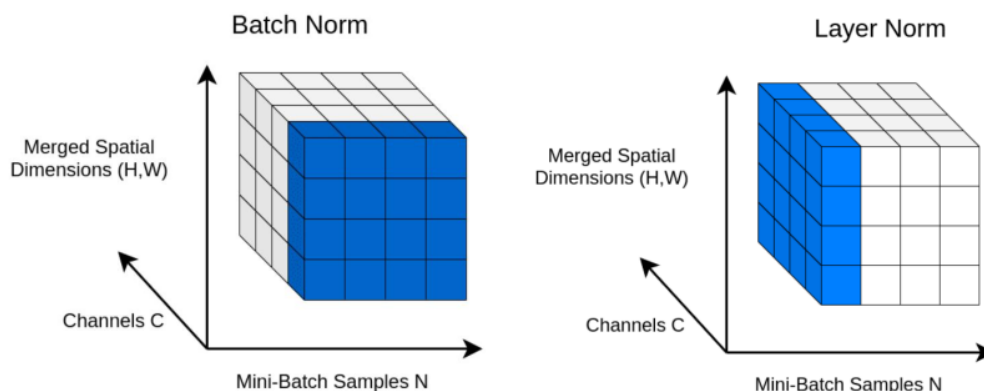 Batch Norm
Merged Spatial
Dimensions (H,W)
Channels C
Mini-Batch Samples N
Layer Norm
Merged Spatial
Dimensions (H,W)
Channels C
Mini-Batch Samples N